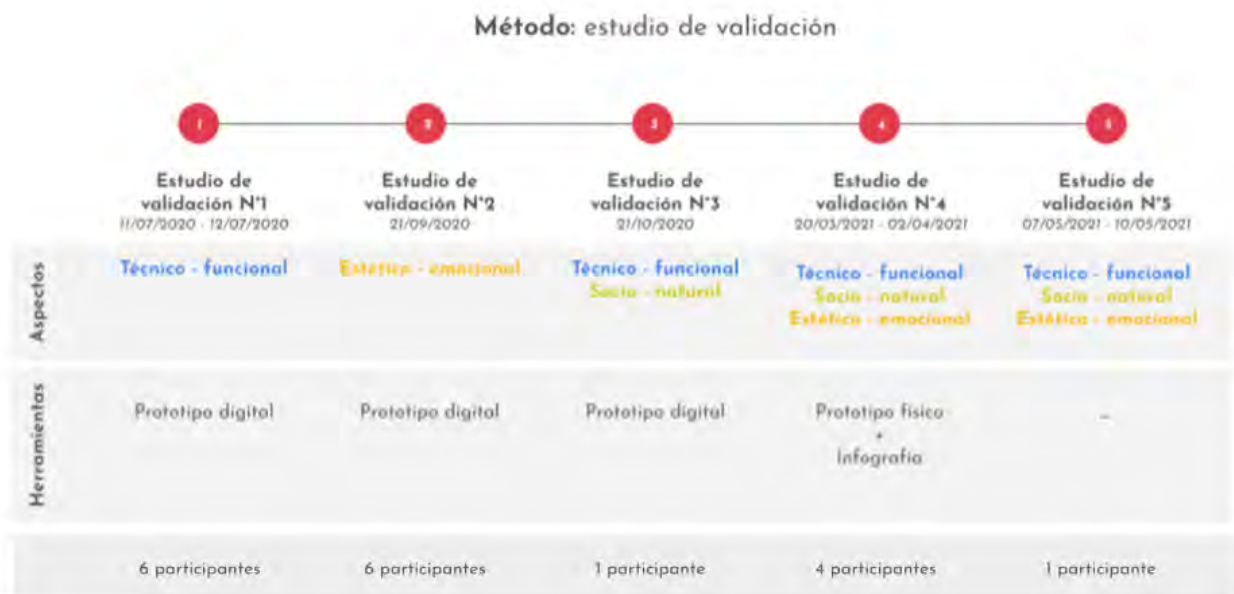 Método: estudio de validación
1
2
3
4
5
Estudio de
validación N°1
11/07/2020 - 12/07/2020
Estudio de
validación N°2
21/09/2020
Estudio de
validación N°3
21/10/2020
Estudio de
validación N°4
20/03/2021 - 02/04/2021
Estudio de
validación N°5
07/05/2021 - 10/05/2021
Aspectos
Técnico - funcional
Estético - emocional
Técnico - funcional
Socio - natural
Técnico - funcional
Socio - natural
Estético - emocional
Técnico - funcional
Socio - natural
Estético - emocional
Herramientas
Prototipo digital
Prototipo digital
Prototipo digital
Prototipo físico
+
Infografía
-
6 participantes
6 participantes
1 participante
4 participantes
1 participante